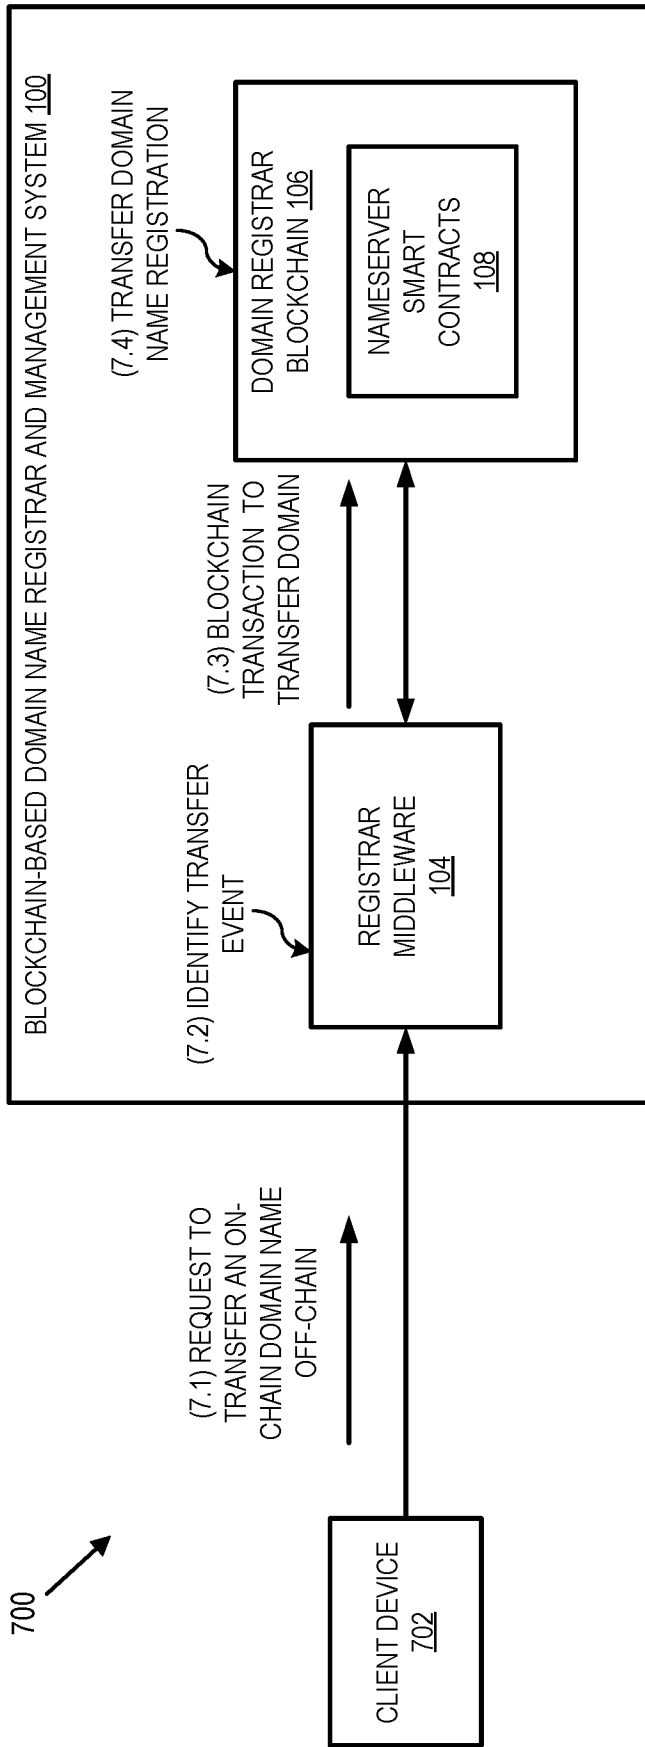 700
BLOCKCHAIN-BASED DOMAIN NAME REGISTRAR AND MANAGEMENT SYSTEM 100
CLIENT DEVICE
702
(7.1) REQUEST TO
TRANSFER AN ON-
CHAIN DOMAIN NAME
OFF-CHAIN
(7.2) IDENTIFY TRANSFER
EVENT
REGISTRAR
MIDDLEWARE
104
(7.3) BLOCKCHAIN
TRANSACTION TO
TRANSFER DOMAIN
(7.4) TRANSFER DOMAIN
NAME REGISTRATION
DOMAIN REGISTRAR
BLOCKCHAIN 106
NAMESERVER
SMART
CONTRACTS
108